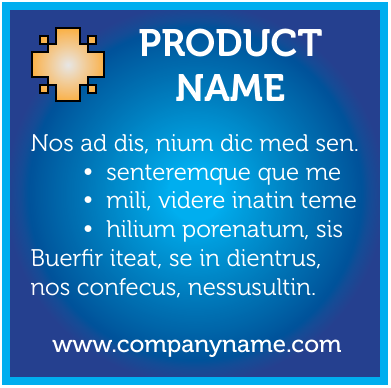 PRODUCT
NAME
Nos ad dis, nium dic med sen.
• senteremque que me
• mili, videre inatin teme
• hilium porenatum, sis
Buerfir iteat, se in dientrus,
nos confecus, nessusultin.
www.companyname.com